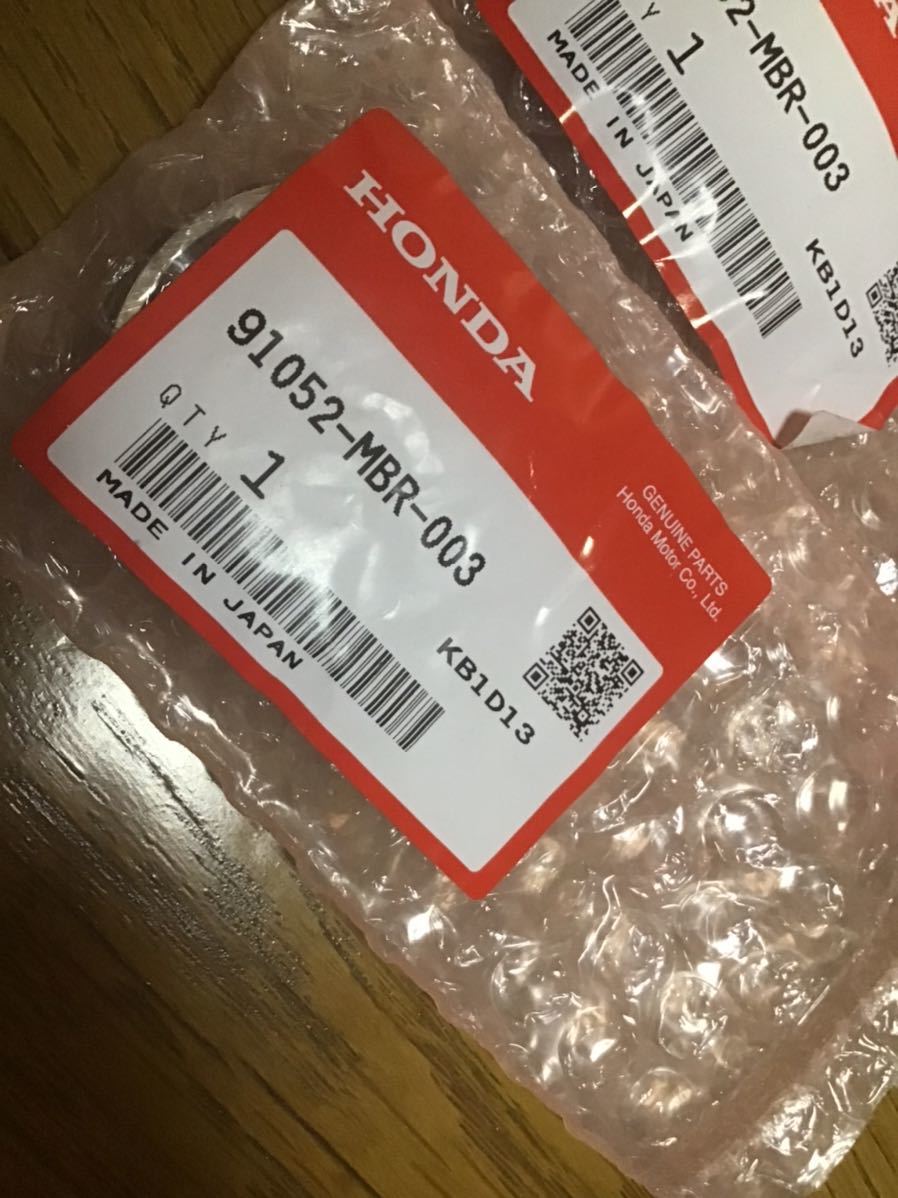 HONDA
91052-MBR-003
QTY 1
MADE IN JAPAN
KB1D13
GENUINE PARTS
Honda Motor Co., Ltd.
A
52-MBR-003
Y 1
MADE IN JAPAN
KB1D13